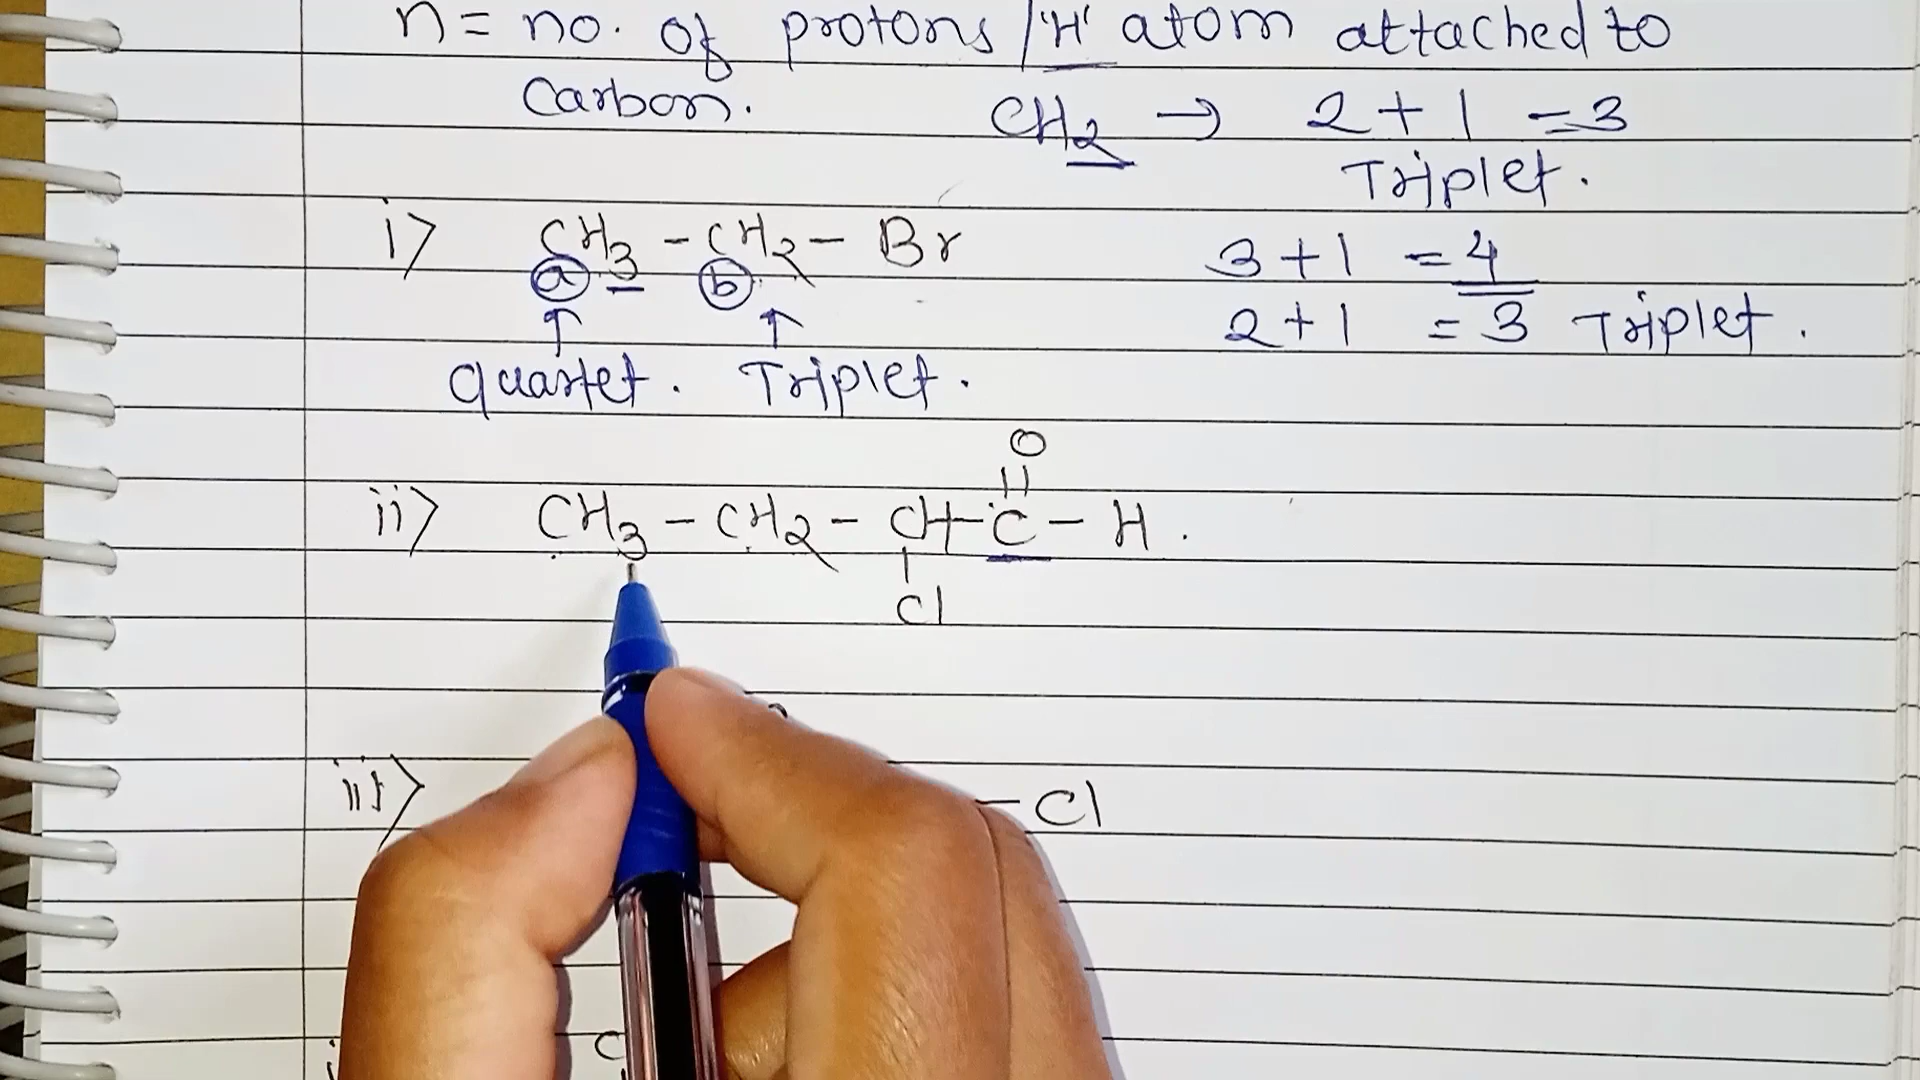 n = no. of protons / 'H' atom attached to
Carbon. CH2 → 2 + 1 = 3
Triplet.
i> CH3 - CH2 - Br 3 + 1 = 4
a b 2 + 1 = 3 Triplet.
↑ ↑
quartet. Triplet.
O
||
ii> CH3 - CH2 - CH - C - H.
|
Cl
iii> - Cl